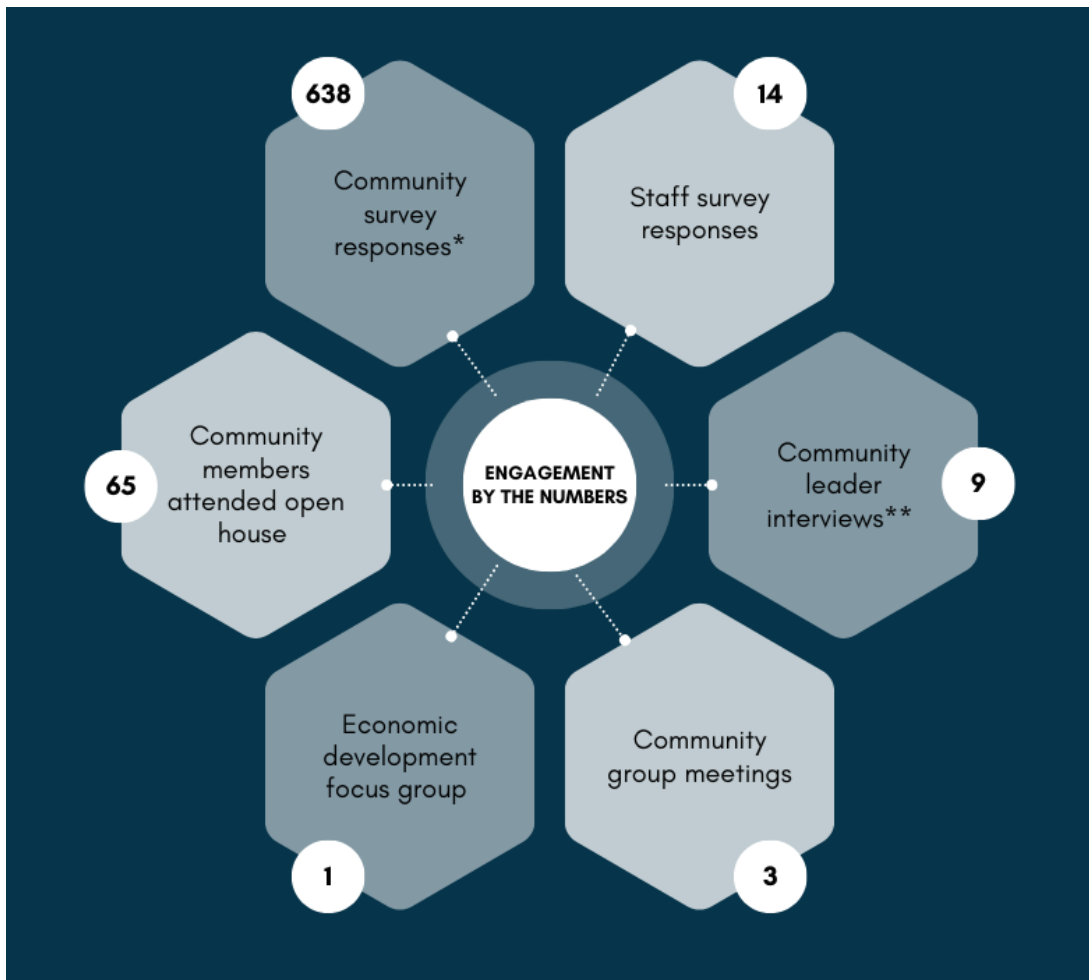 638
Community
survey
responses*
14
Staff survey
responses
65
Community
members
attended open
house
ENGAGEMENT
BY THE NUMBERS
Community
leader
interviews**
9
Economic
development
focus group
1
Community
group meetings
3